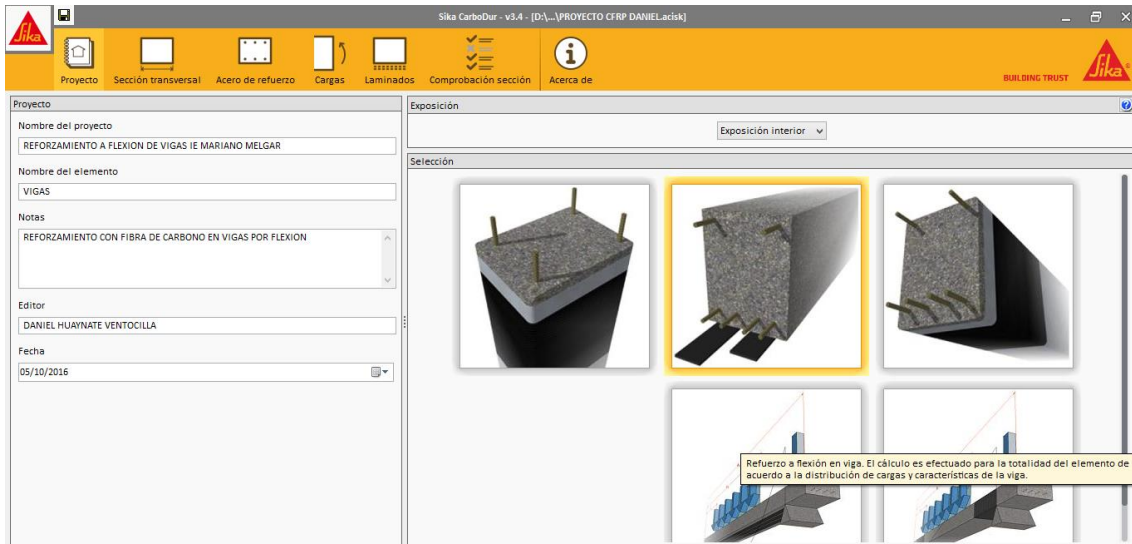 Sika
Sika CarboDur - v3.4 - [D:\...\PROYECTO CFRP DANIEL.acisk]
Proyecto
Sección transversal
Acero de refuerzo
Cargas
Laminados
Comprobación sección
Acerca de
BUILDING TRUST
Sika
Proyecto
Nombre del proyecto
REFORZAMIENTO A FLEXION DE VIGAS IE MARIANO MELGAR
Nombre del elemento
VIGAS
Notas
REFORZAMIENTO CON FIBRA DE CARBONO EN VIGAS POR FLEXION
Editor
DANIEL HUAYNATE VENTOCILLA
Fecha
05/10/2016
Exposición
Exposición interior
Selección
Refuerzo a flexión en viga. El cálculo es efectuado para la totalidad del elemento de
acuerdo a la distribución de cargas y características de la viga.